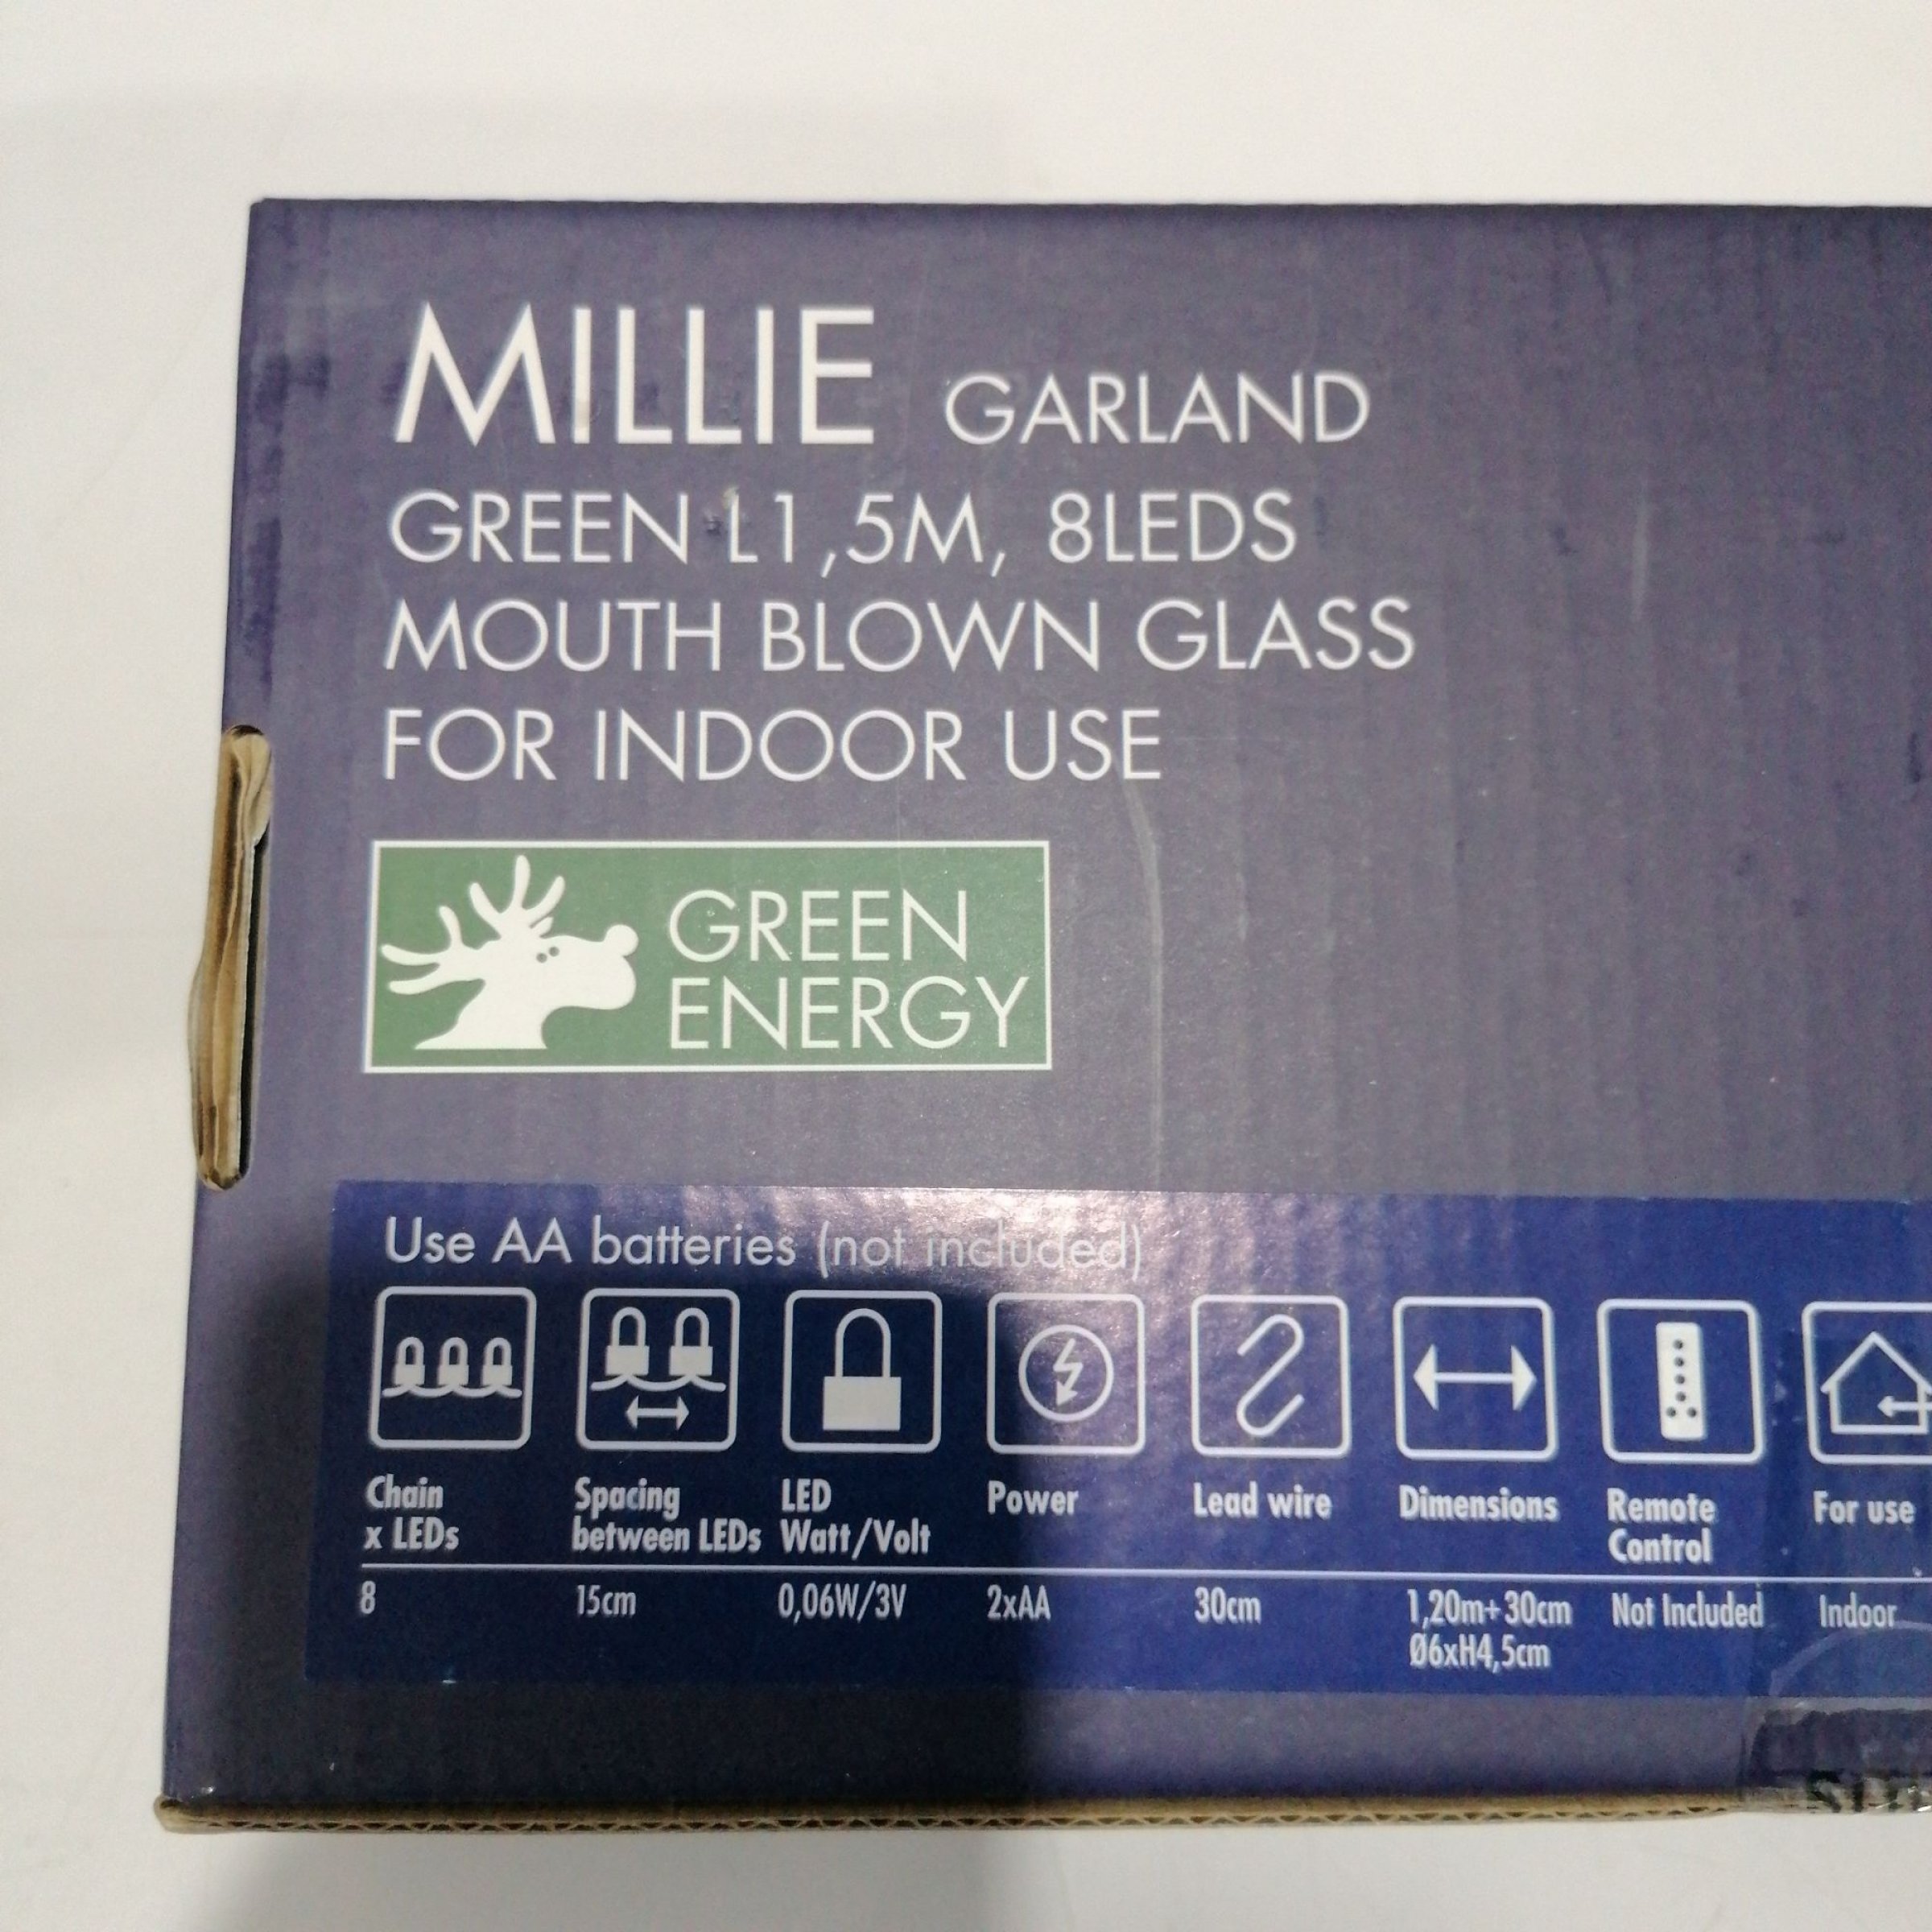 MILLIE GARLAND
GREEN L1,5M, 8LEDS
MOUTH BLOWN GLASS
FOR INDOOR USE
GREEN
ENERGY
Use AA batteries (not included)
Chain
x LEDs
Spacing
between LEDs
LED
Watt/Volt
Power
Lead wire
Dimensions
Remote
Control
For use
8
15cm
0,06W/3V
2xAA
30cm
1,20m+30cm
Ø6xH4,5cm
Not Included
Indoor